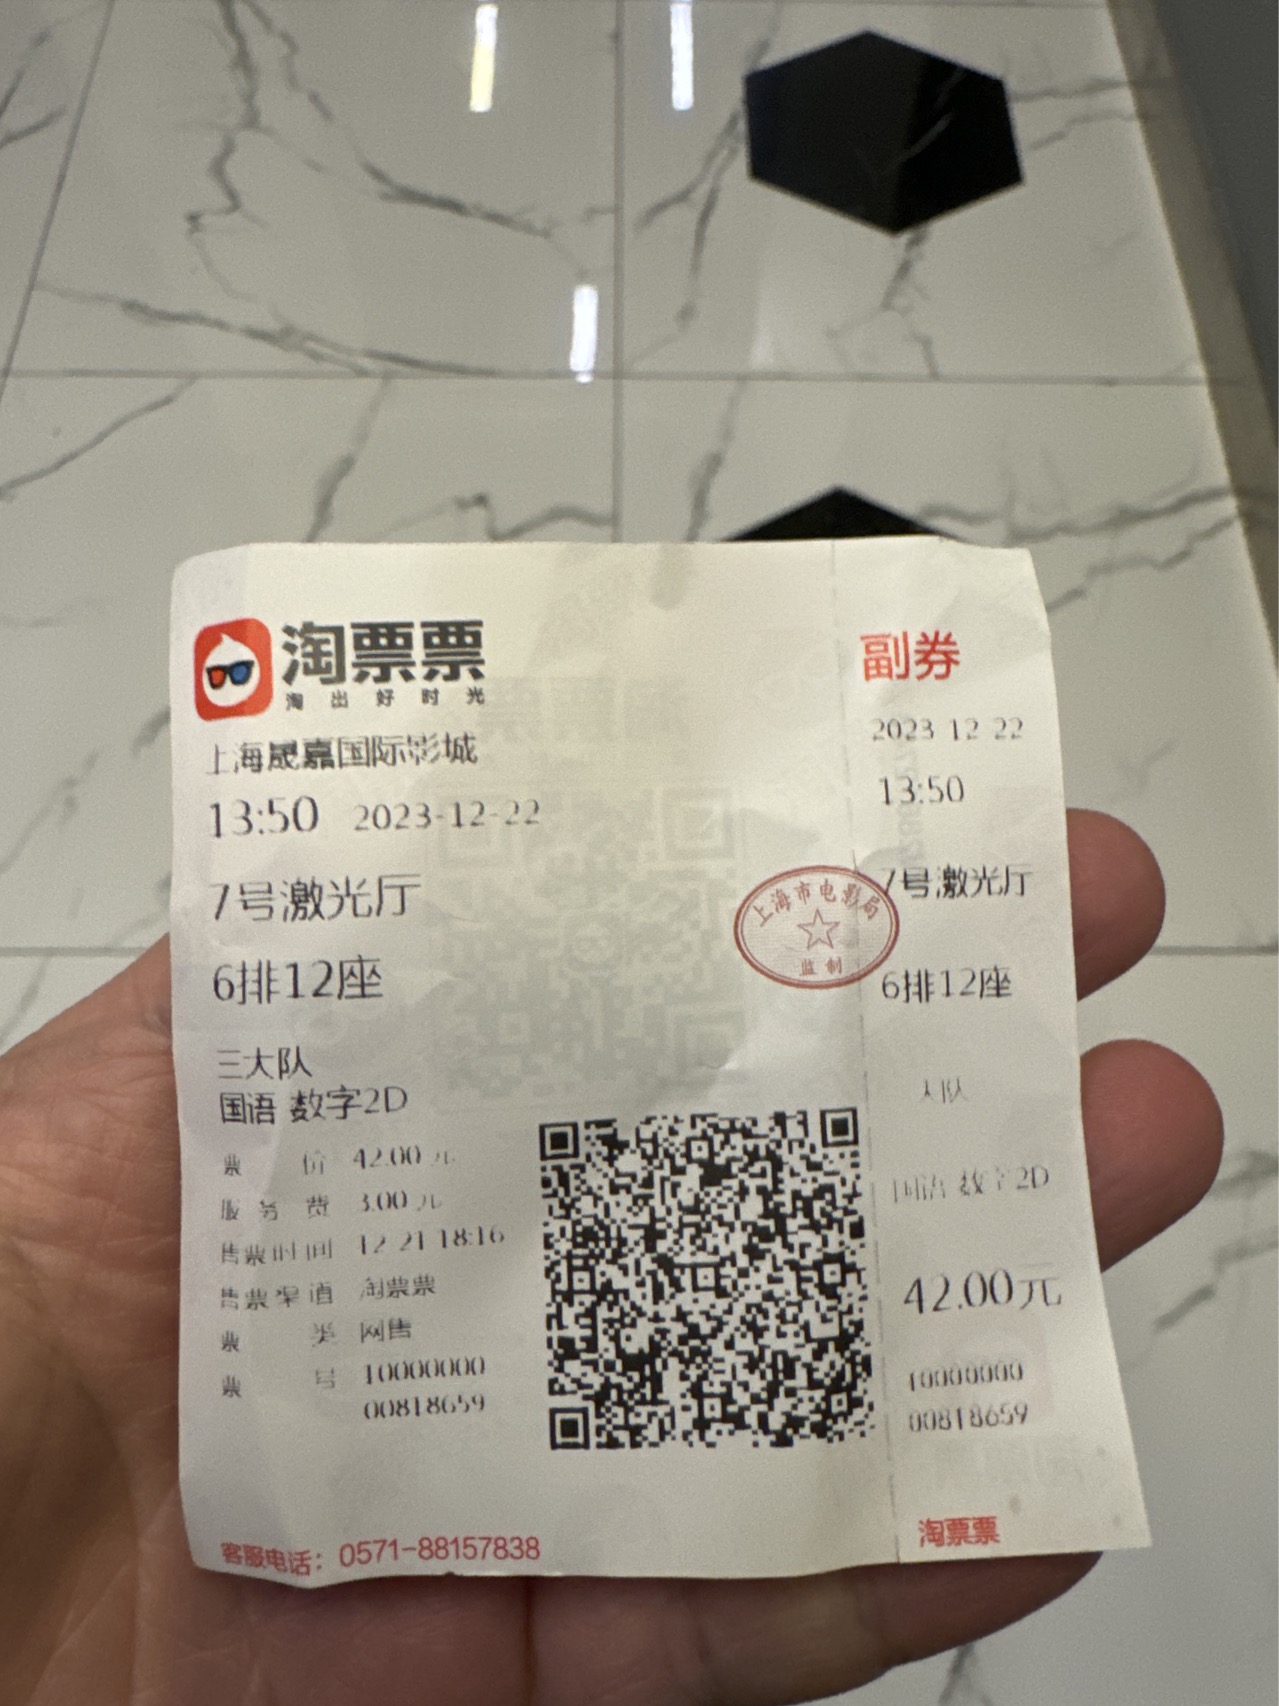 淘票票
淘出好时光
上海晟嘉国际影城
13:50 2023-12-22
7号激光厅
6排12座
三大队
国语 数字2D
票价 42.00 元
服务费 3.00 元
售票时间 12-21 18:16
售票渠道 淘票票
票类 网售
票号 10000000
00818659
客服电话：0571-88157838
上海市电影局
监制
副券
2023-12-22
13:50
7号激光厅
6排12座
大队
国语 数字2D
42.00元
10000000
00818659
淘票票